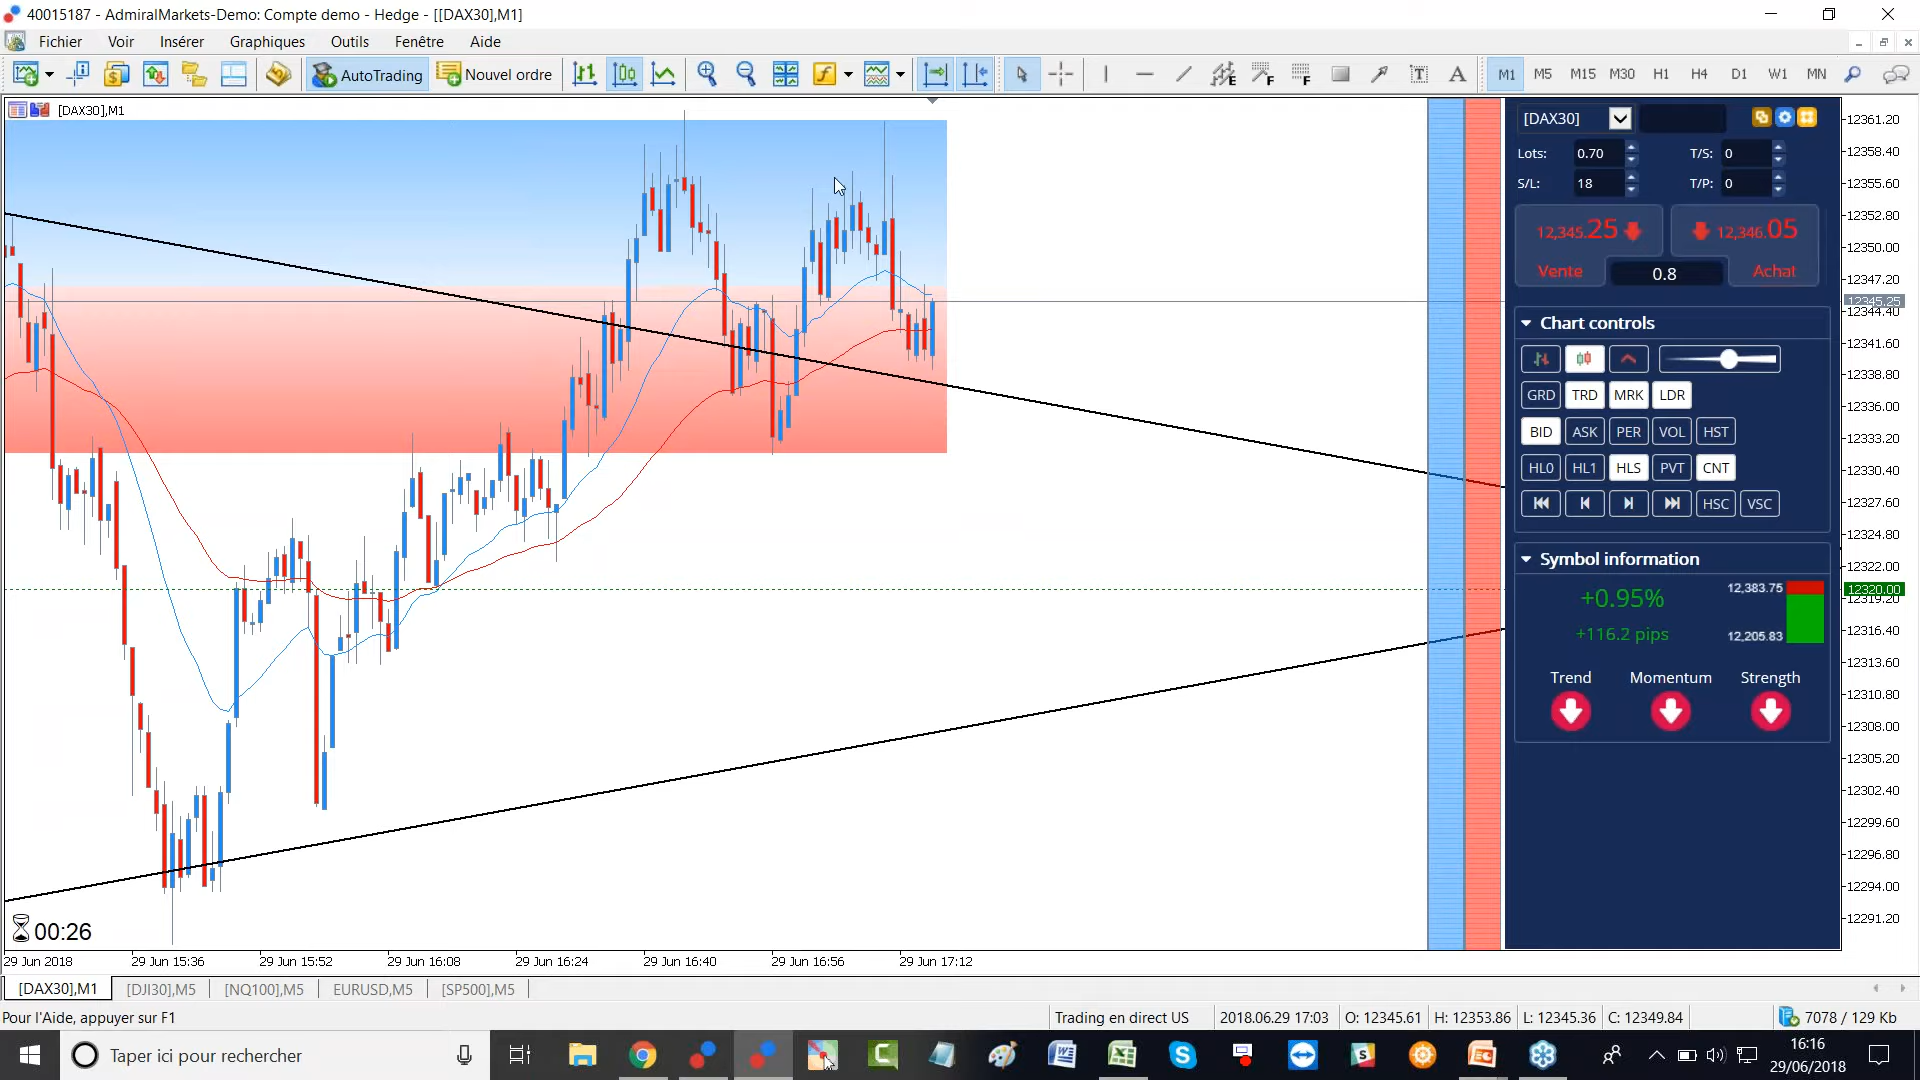 40015187 - AdmiralMarkets-Demo: Compte demo - Hedge - [[DAX30],M1]
Fichier Voir Insérer Graphiques Outils Fenêtre Aide
AutoTrading Nouvel ordre M1 M5 M15 M30 H1 H4 D1 W1 MN
[DAX30],M1
[DAX30]
Lots: 0.70 T/S: 0
S/L: 18 T/P: 0
12,345.25 12,346.05
Vente 0.8 Achat
Chart controls
GRD TRD MRK LDR
BID ASK PER VOL HST
HL0 HL1 HLS PVT CNT
HSC VSC
Symbol information
+0.95% 12,383.75
+116.2 pips 12,205.83
Trend Momentum Strength
12361.20
12358.40
12355.60
12352.80
12350.00
12347.20
12345.25
12344.40
12341.60
12338.80
12336.00
12333.20
12330.40
12327.60
12324.80
12322.00
12320.00
12319.20
12316.40
12313.60
12310.80
12308.00
12305.20
12302.40
12299.60
12296.80
12294.00
12291.20
00:26
29 Jun 2018 29 Jun 15:36 29 Jun 15:52 29 Jun 16:08 29 Jun 16:24 29 Jun 16:40 29 Jun 16:56 29 Jun 17:12
[DAX30],M1 [DJI30],M5 [NQ100],M5 EURUSD,M5 [SP500],M5
Pour l'Aide, appuyer sur F1 Trading en direct US 2018.06.29 17:03 O: 12345.61 H: 12353.86 L: 12345.36 C: 12349.84 7078 / 129 Kb
Taper ici pour rechercher
16:16
29/06/2018